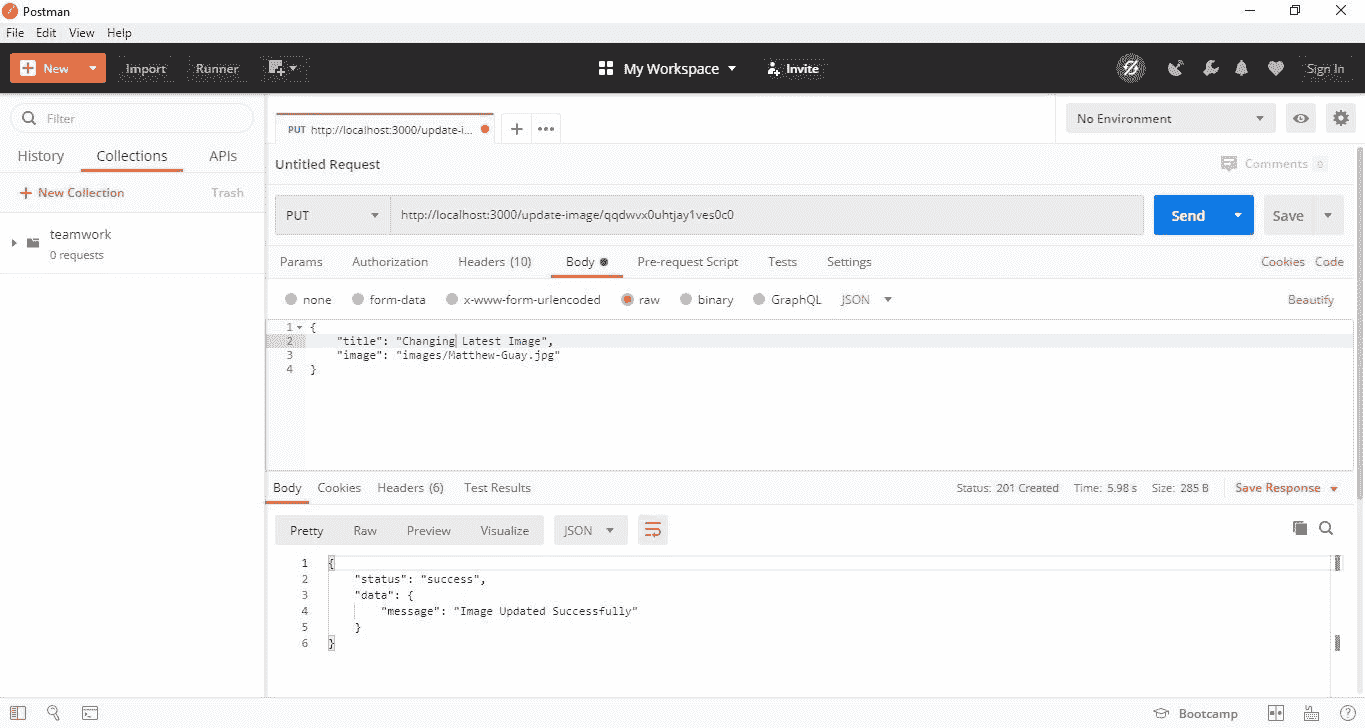 Postman
File Edit View Help
New Import Runner My Workspace Invite Sign In
Filter
History Collections APIs
New Collection Trash
teamwork
0 requests
PUT http://localhost:3000/update-i...
No Environment
Untitled Request Comments 0
PUT http://localhost:3000/update-image/qqdwvx0uhtjay1ves0c0 Send Save
Params Authorization Headers (10) Body Pre-request Script Tests Settings Cookies Code
none form-data x-www-form-urlencoded raw binary GraphQL JSON Beautify
1 {
2 "title": "Changing Latest Image",
3 "image": "images/Matthew-Guay.jpg"
4 }
Body Cookies Headers (6) Test Results Status: 201 Created Time: 5.98 s Size: 285 B Save Response
Pretty Raw Preview Visualize JSON
1 {
2 "status": "success",
3 "data": {
4 "message": "Image Updated Successfully"
5 }
6 }
Bootcamp